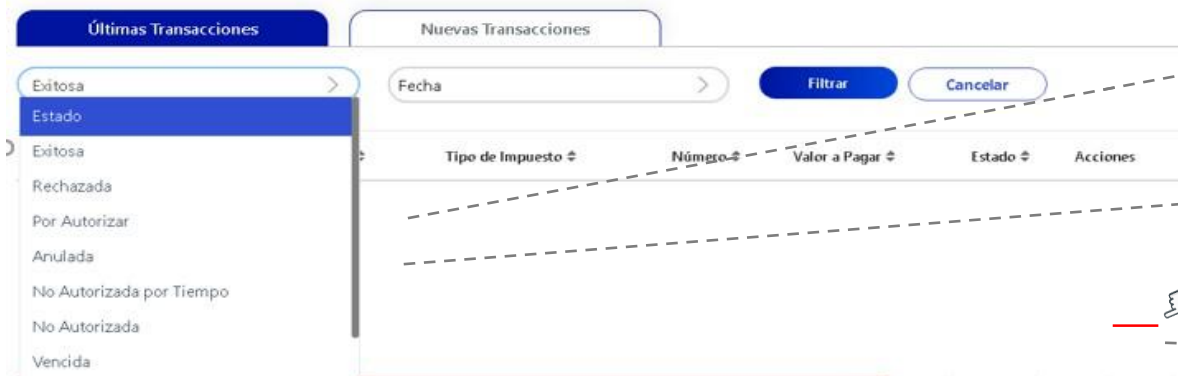 Últimas Transacciones
Nuevas Transacciones
Exitosa
Fecha
Filtrar
Cancelar
Estado
Exitosa
Tipo de Impuesto
Número
Valor a Pagar
Estado
Acciones
Rechazada
Por Autorizar
Anulada
No Autorizada por Tiempo
No Autorizada
Vencida